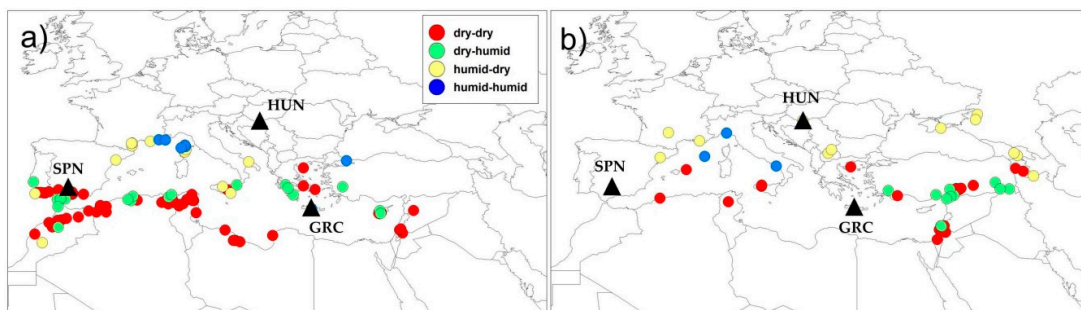 a)
dry-dry
dry-humid
humid-dry
humid-humid
HUN
SPN
GRC
b)
HUN
SPN
GRC